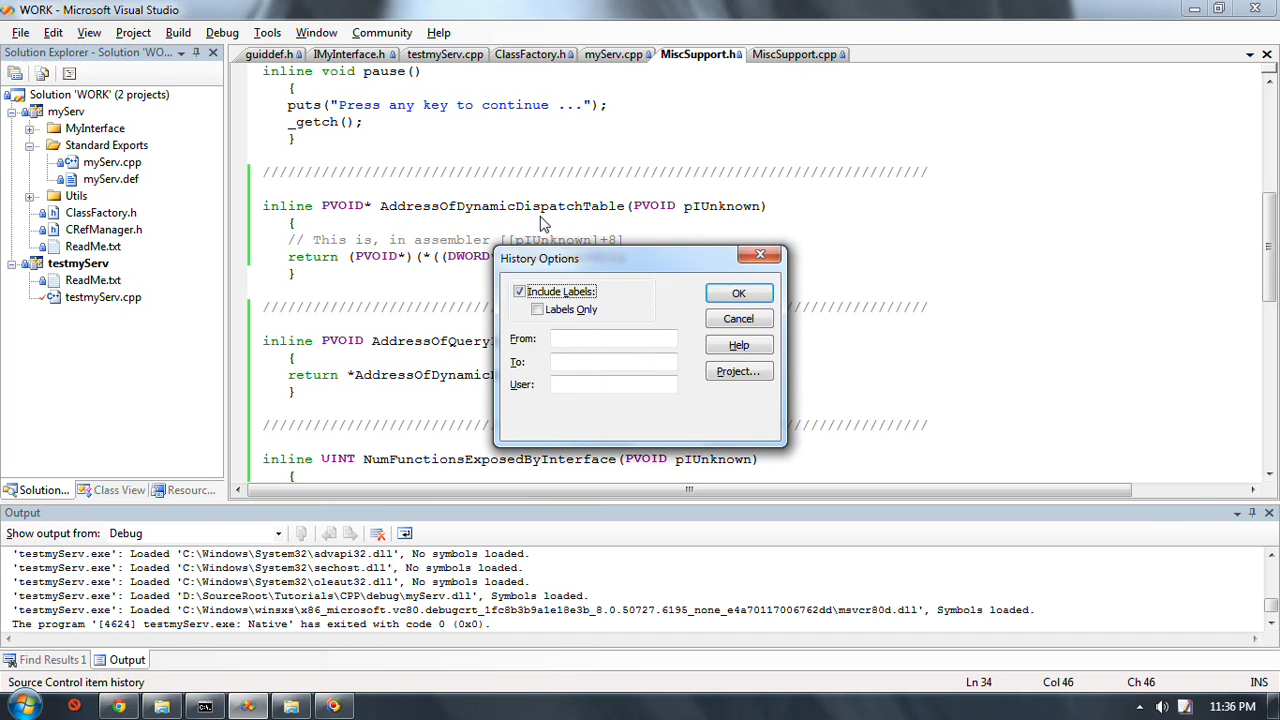 WORK - Microsoft Visual Studio
File Edit View Project Build Debug Tools Window Community Help
Solution Explorer - Solution 'WO...
guiddef.h IMyInterface.h testmyServ.cpp ClassFactory.h myServ.cpp MiscSupport.h MiscSupport.cpp
Solution 'WORK' (2 projects)
myServ
MyInterface
Standard Exports
myServ.cpp
myServ.def
Utils
ClassFactory.h
CRefManager.h
ReadMe.txt
testmyServ
ReadMe.txt
testmyServ.cpp
Solution... Class View Resourc...
inline void pause()
{
puts("Press any key to continue ...");
_getch();
}
///////////////////////////////////////////////////////////////////////////////
inline PVOID* AddressOfDynamicDispatchTable(PVOID pIUnknown)
{
// This is, in assembler [[pIUnknown]+8]
return (PVOID*)(*((DWORD
}
inline PVOID AddressOfQueryI
{
return *AddressOfDynamicD
}
inline UINT NumFunctionsExposedByInterface(PVOID pIUnknown)
{
History Options
Include Labels:
Labels Only
From:
To:
User:
OK
Cancel
Help
Project...
Output
Show output from: Debug
'testmyServ.exe': Loaded 'C:\Windows\System32\advapi32.dll', No symbols loaded.
'testmyServ.exe': Loaded 'C:\Windows\System32\sechost.dll', No symbols loaded.
'testmyServ.exe': Loaded 'C:\Windows\System32\oleaut32.dll', No symbols loaded.
'testmyServ.exe': Loaded 'D:\SourceRoot\Tutorials\CPP\debug\myServ.dll', Symbols loaded.
'testmyServ.exe': Loaded 'C:\Windows\winsxs\x86_microsoft.vc80.debugcrt_1fc8b3b9a1e18e3b_8.0.50727.6195_none_e4a70117006762dd\msvcr80d.dll', Symbols loaded.
The program '[4624] testmyServ.exe: Native' has exited with code 0 (0x0).
Find Results 1 Output
Source Control item history Ln 34 Col 46 Ch 46 INS
11:36 PM